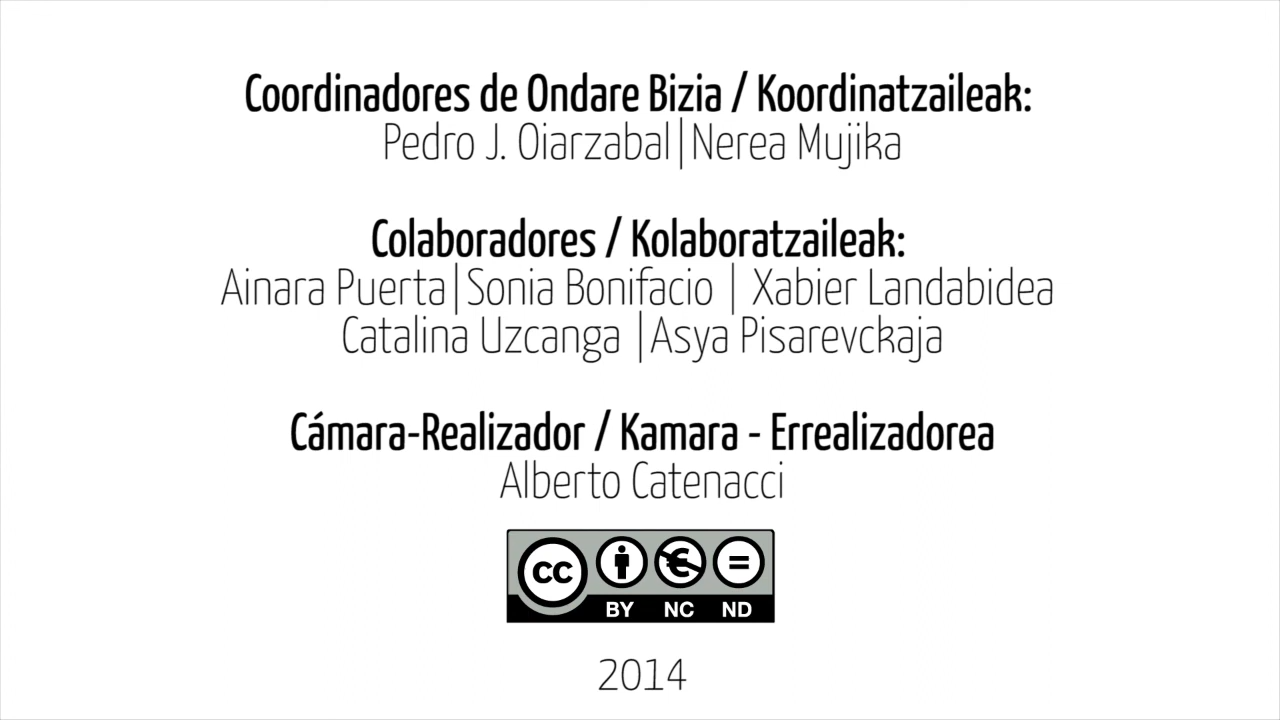 Coordinadores de Ondare Bizia / Koordinatzaileak:
Pedro J. Oiarzabal|Nerea Mujika
Colaboradores / Kolaboratzaileak:
Ainara Puerta|Sonia Bonifacio | Xabier Landabidea
Catalina Uzcanga |Asya Pisarevckaja
Cámara-Realizador / Kamara - Errealizadorea
Alberto Catenacci
cc
BY NC ND
2014